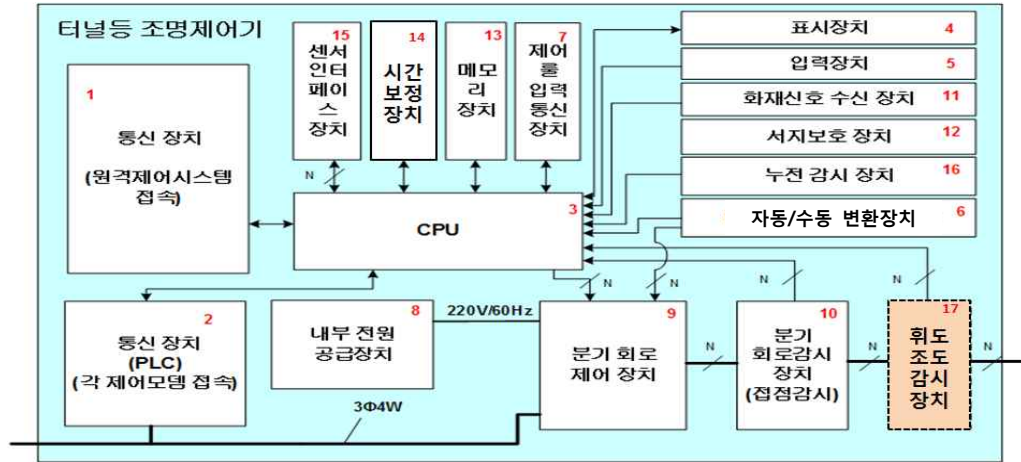 터널등 조명제어기
1
통신 장치
(원격제어시스템
접속)
15
센서
인터
페이스
장치
14
시간
보정
장치
13
메모
리
장치
7
제어
룰
입력
통신
장치
표시장치 4
입력장치 5
화재신호 수신 장치 11
서지보호 장치 12
누전 감시 장치 16
자동/수동 변환장치 6
N
3
CPU
N
N
N
N
2
통신 장치
(PLC)
(각 제어모뎀 접속)
8
내부 전원
공급장치
220V/60Hz
9
분기 회로
제어 장치
N
10
분기
회로감시
장치
(접점감시)
N
17
휘도
조도
감시
장치
N
3Φ4W